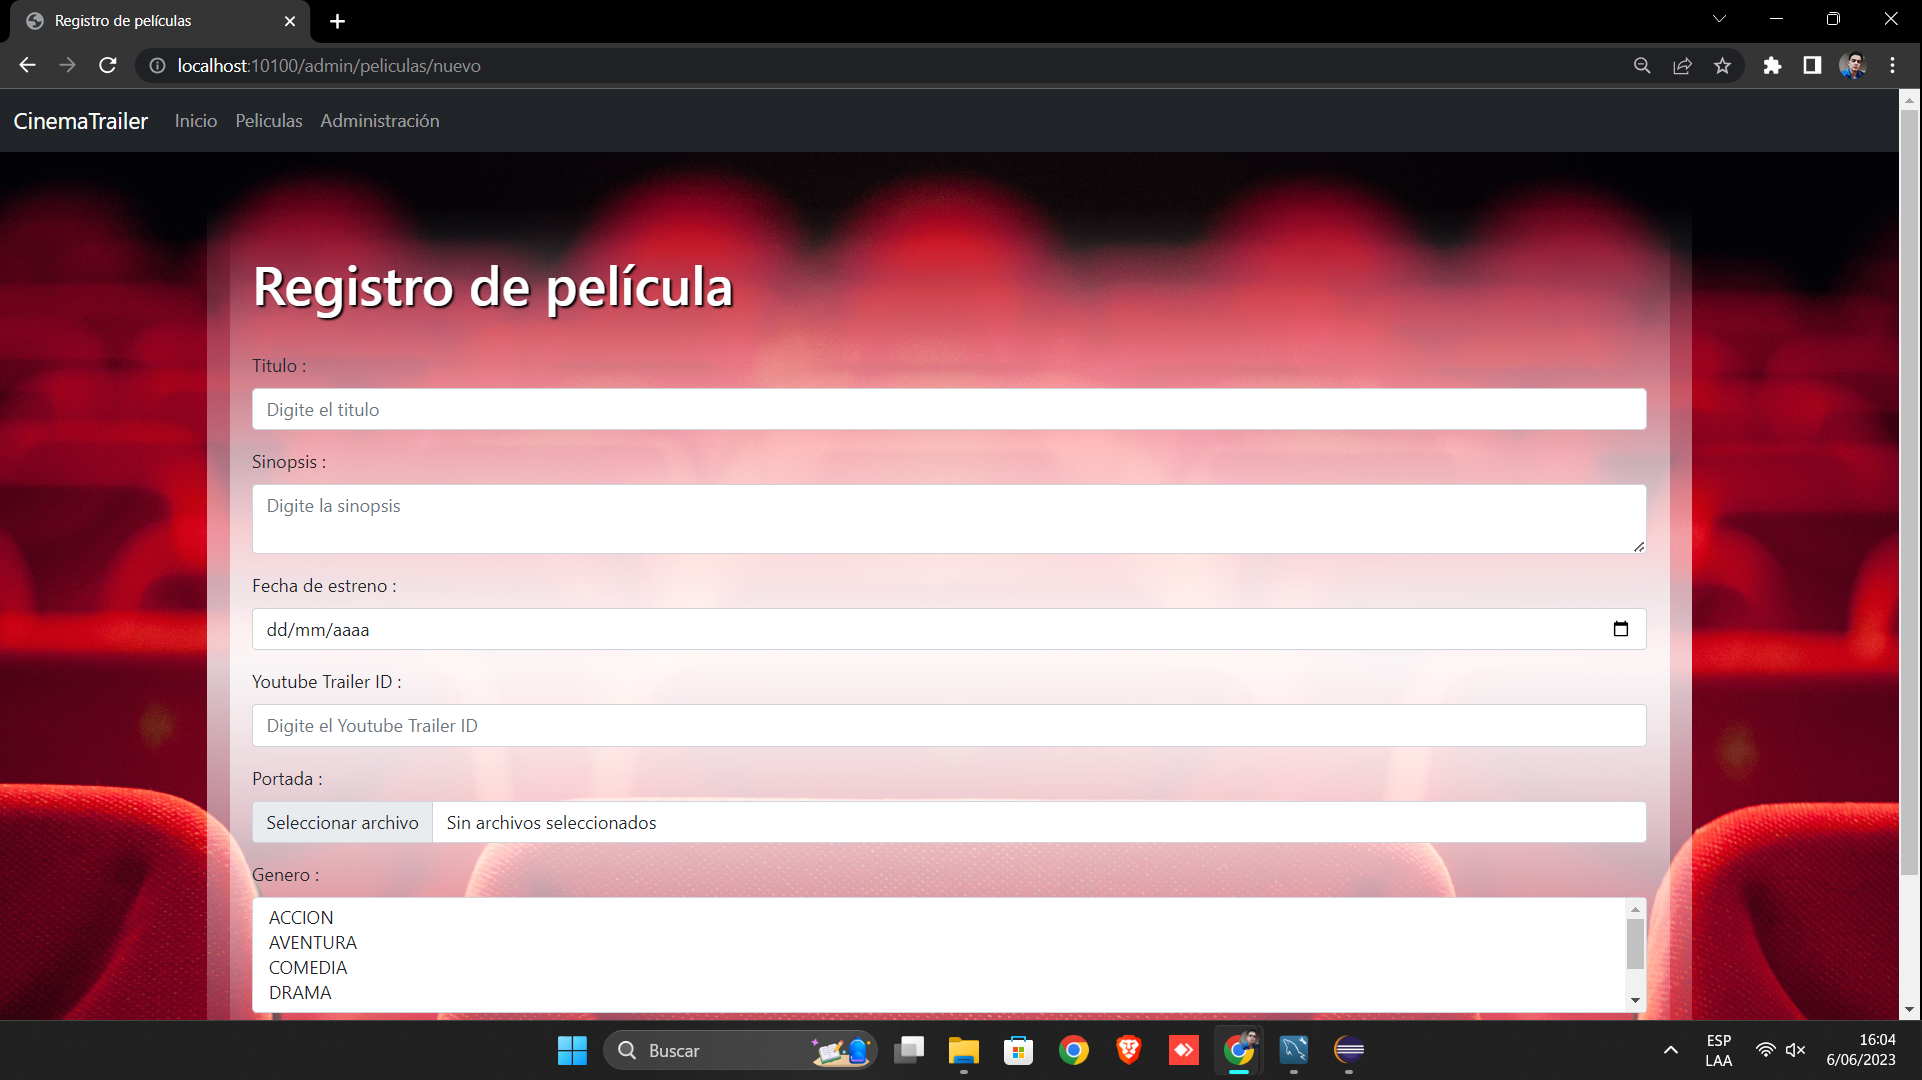 Registro de películas
localhost:10100/admin/peliculas/nuevo
CinemaTrailer Inicio Peliculas Administración
Registro de película
Titulo :
Digite el titulo
Sinopsis :
Digite la sinopsis
Fecha de estreno :
dd/mm/aaaa
Youtube Trailer ID :
Digite el Youtube Trailer ID
Portada :
Seleccionar archivo Sin archivos seleccionados
Genero :
ACCION
AVENTURA
COMEDIA
DRAMA
Buscar
ESP
LAA
16:04
6/06/2023